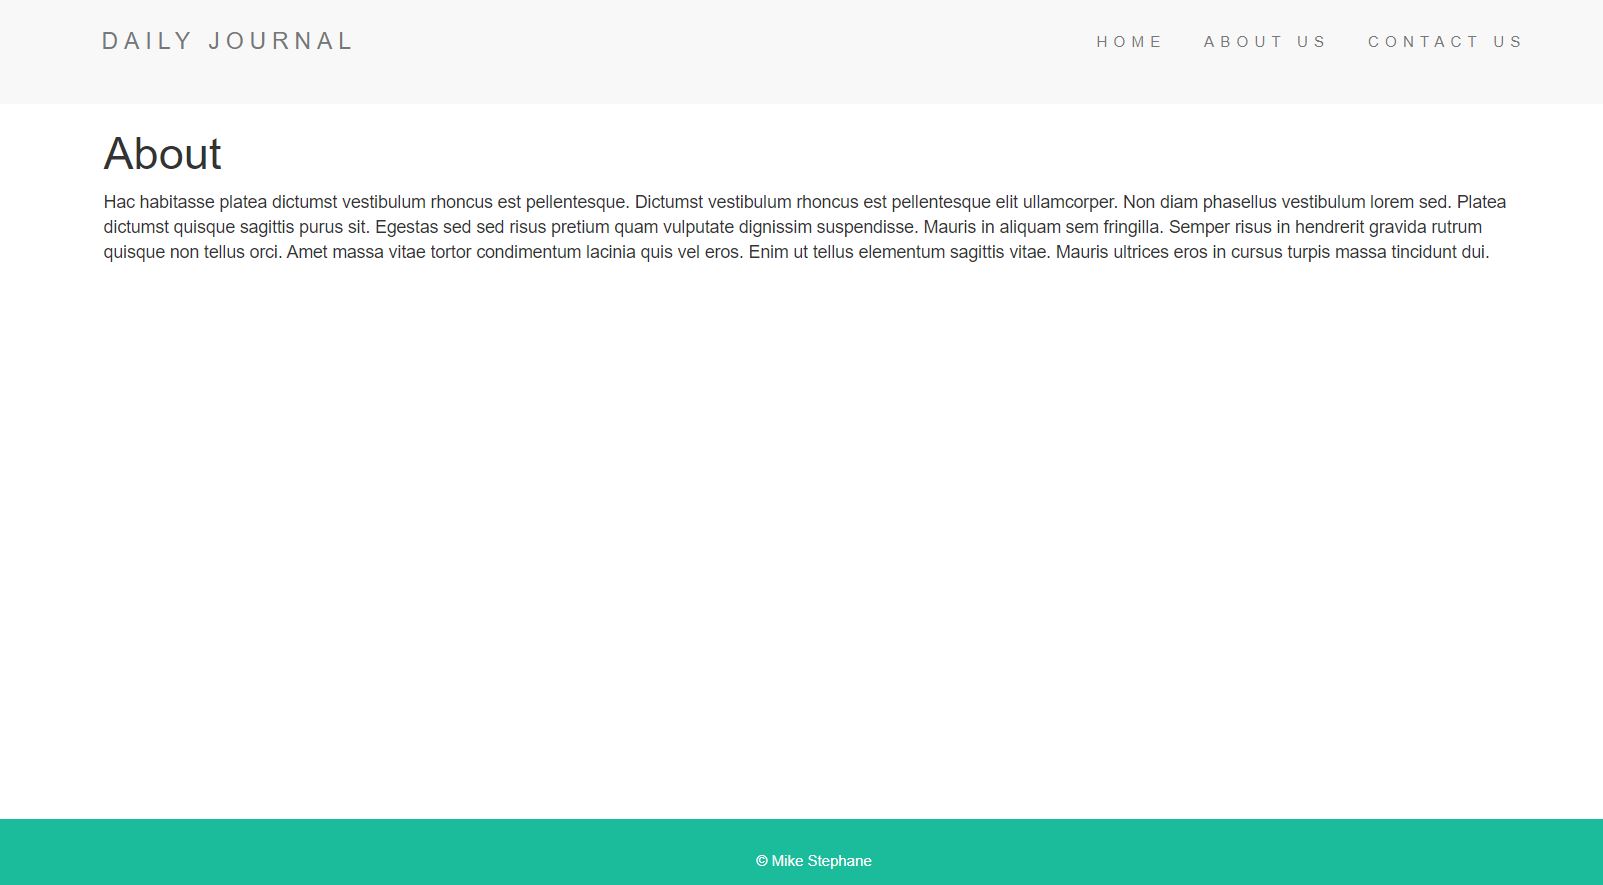 DAILY JOURNAL
HOME ABOUT US CONTACT US
About
Hac habitasse platea dictumst vestibulum rhoncus est pellentesque. Dictumst vestibulum rhoncus est pellentesque elit ullamcorper. Non diam phasellus vestibulum lorem sed. Platea
dictumst quisque sagittis purus sit. Egestas sed sed risus pretium quam vulputate dignissim suspendisse. Mauris in aliquam sem fringilla. Semper risus in hendrerit gravida rutrum
quisque non tellus orci. Amet massa vitae tortor condimentum lacinia quis vel eros. Enim ut tellus elementum sagittis vitae. Mauris ultrices eros in cursus turpis massa tincidunt dui.
© Mike Stephane